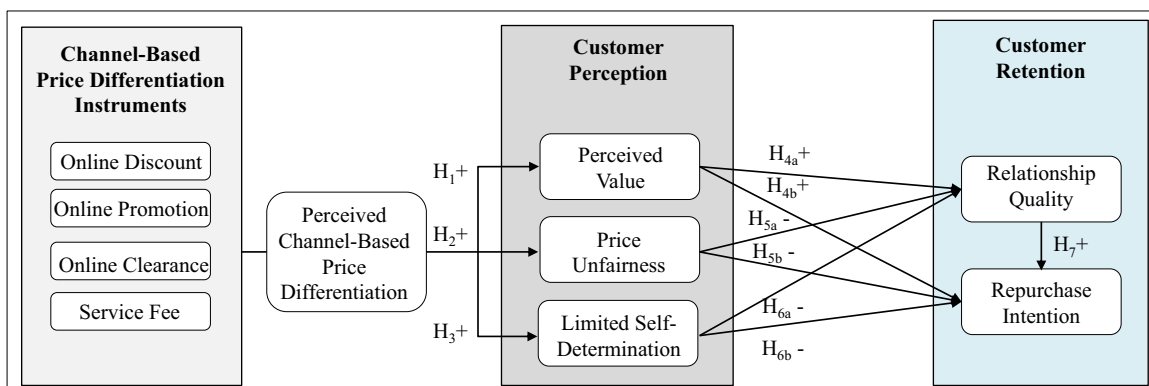 Channel-Based
Price Differentiation
Instruments
Online Discount
Online Promotion
Online Clearance
Service Fee
Perceived
Channel-Based
Price
Differentiation
H₁+
H₂+
H₃+
Customer
Perception
Perceived
Value
Price
Unfairness
Limited Self-
Determination
H₄ₐ+
H4b+
H₅ₐ -
H5b -
H₆ₐ -
H6b -
Customer
Retention
Relationship
Quality
H₇+
Repurchase
Intention